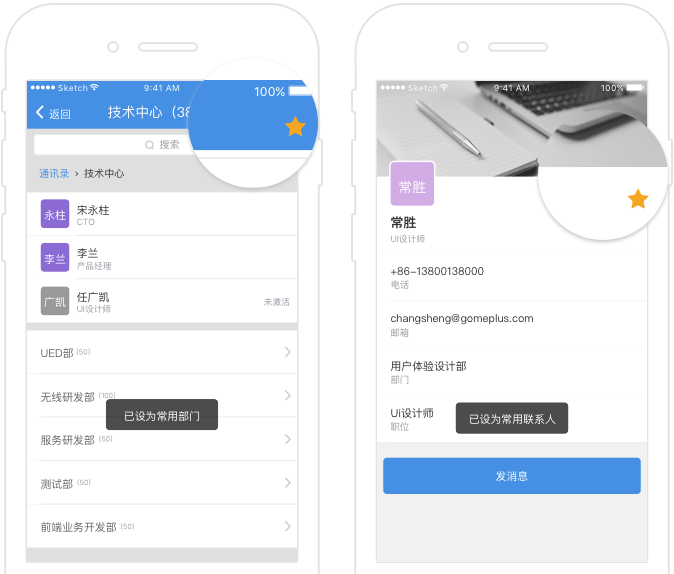 Sketch 9:41 AM 100%
返回 技术中心（38
搜索
通讯录 › 技术中心
永柱 宋永柱
CTO
李兰 李兰
产品经理
广凯 任广凯
UI设计师 未激活
UED部 (50)
无线研发部 (100)
已设为常用部门
服务研发部 (50)
测试部 (50)
前端业务开发部 (50)
Sketch 9:41 AM 100%
常胜
常胜
UI设计师
+86-13800138000
电话
changsheng@gomeplus.com
邮箱
用户体验设计部
部门
Ui设计师
职位
已设为常用联系人
发消息